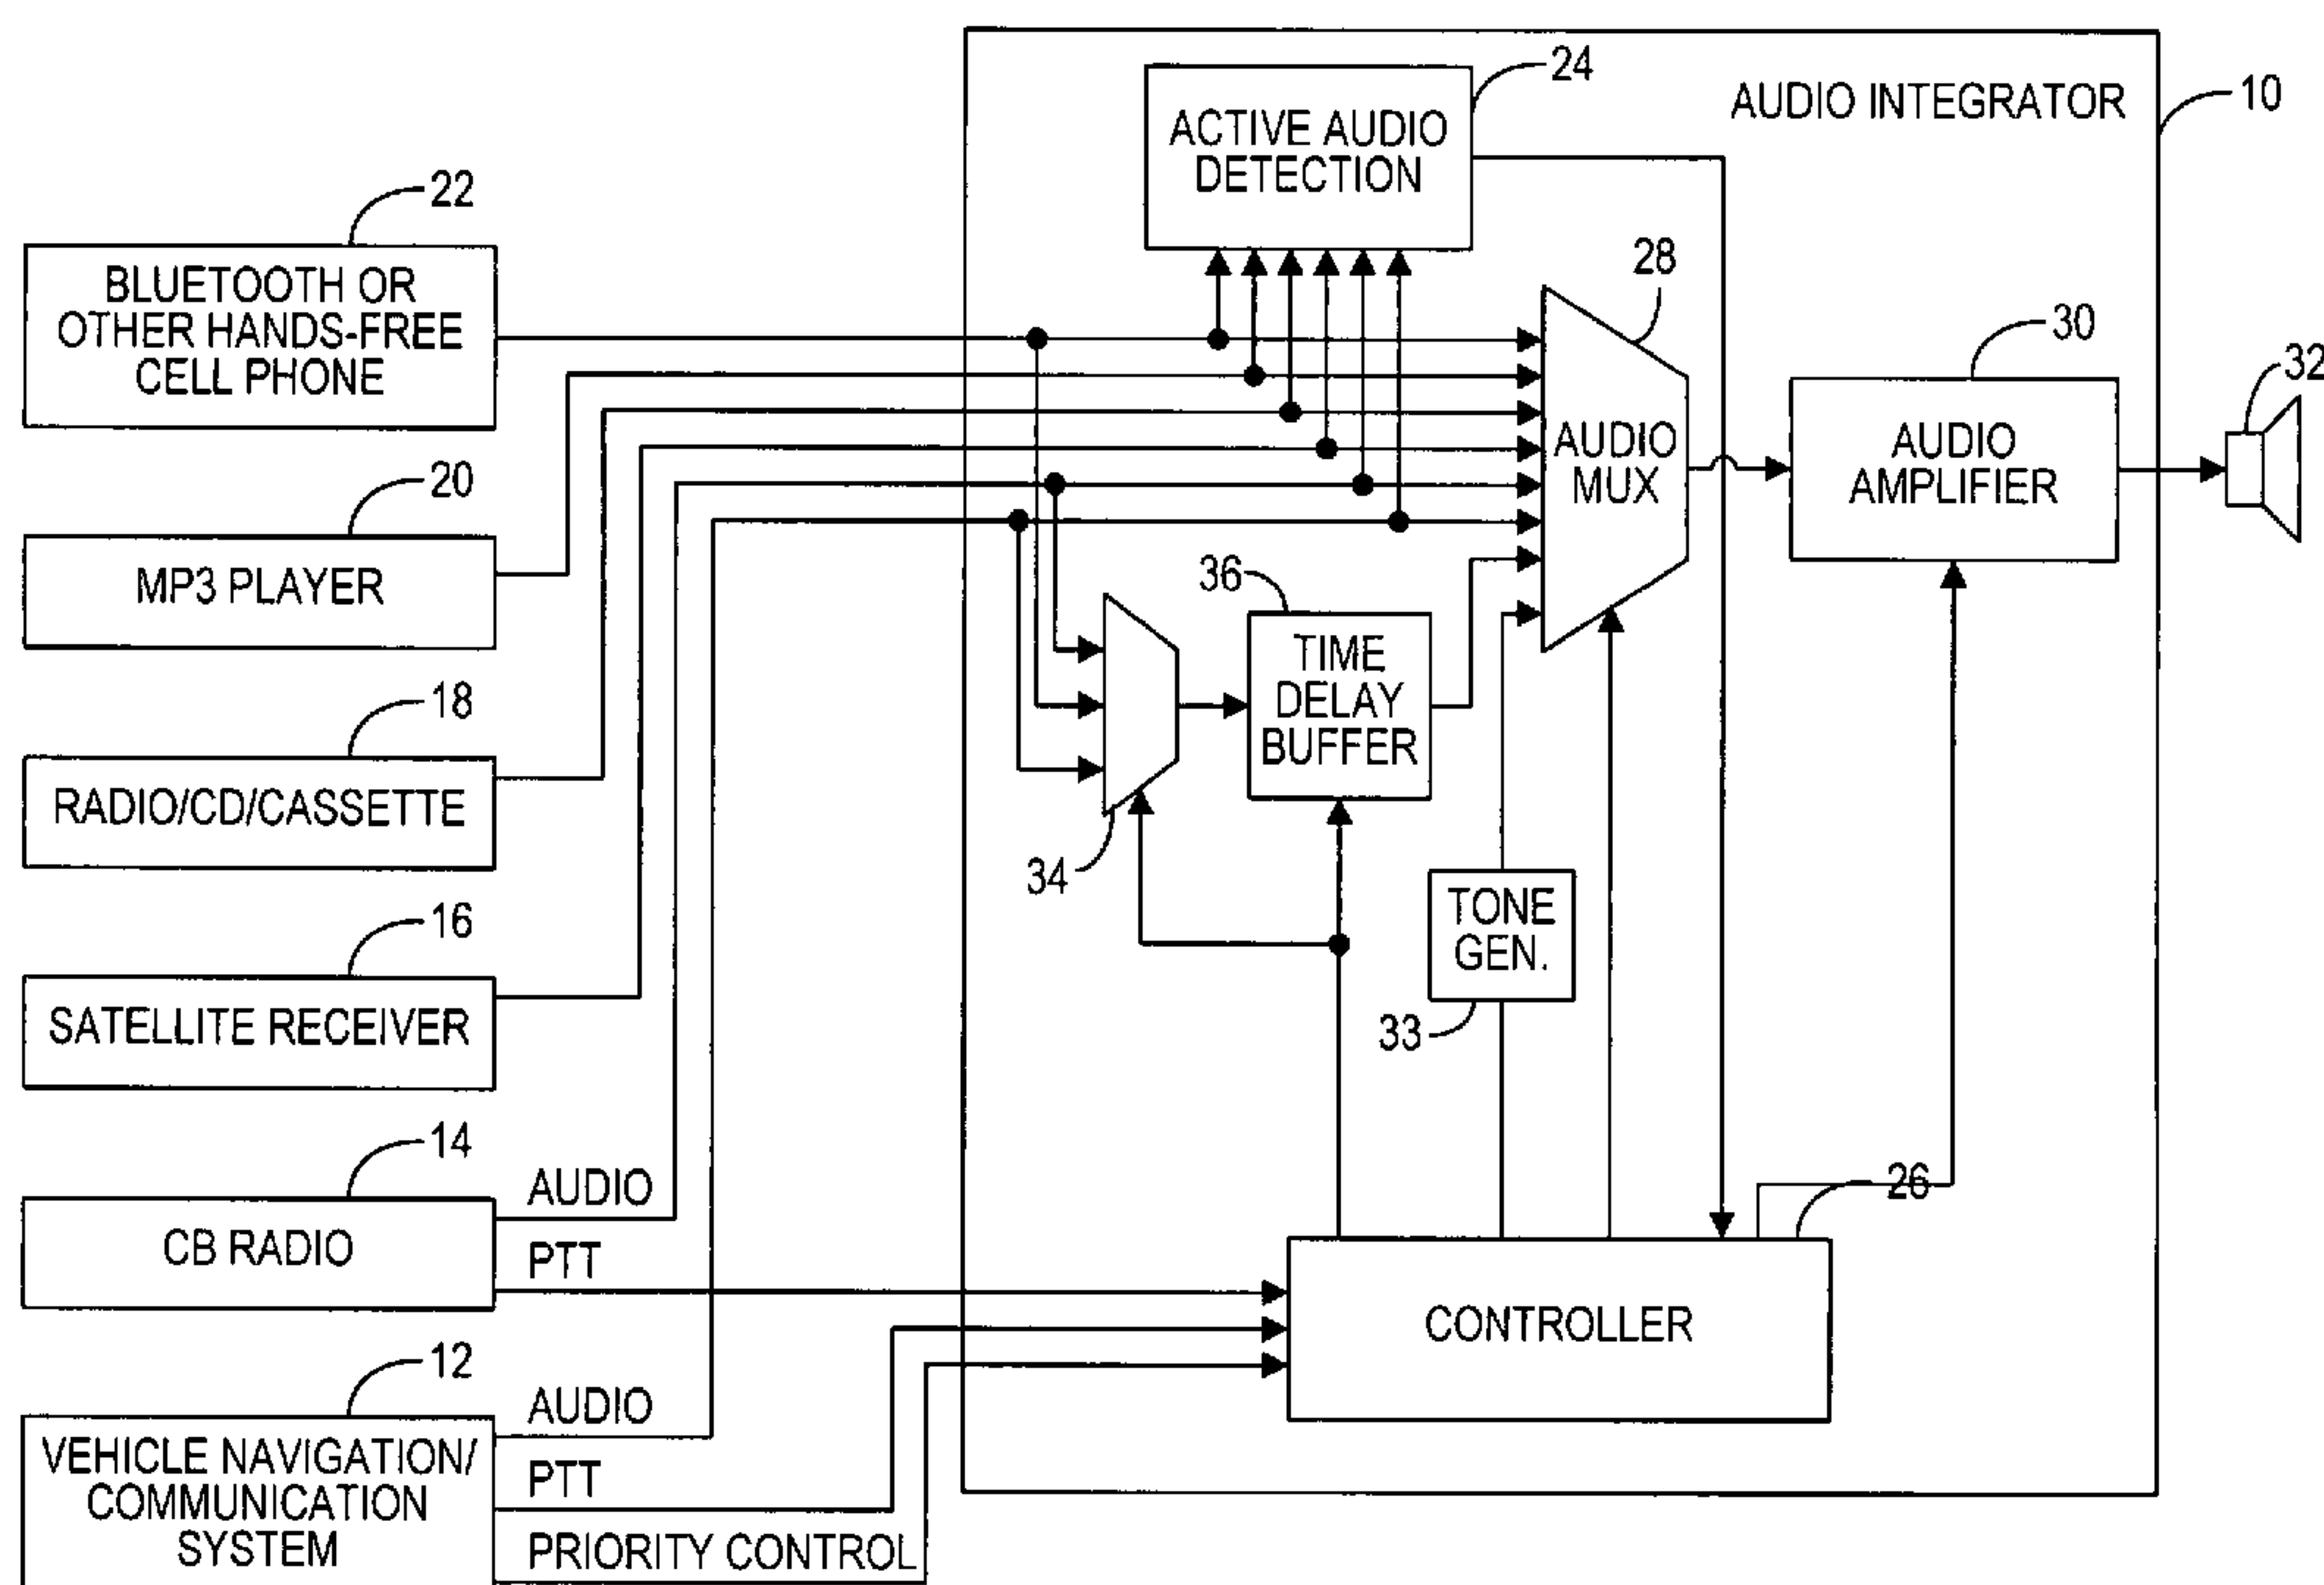 24
AUDIO INTEGRATOR
10
ACTIVE AUDIO
DETECTION
22
BLUETOOTH OR
OTHER HANDS-FREE
CELL PHONE
28
30
32
AUDIO
MUX
AUDIO
AMPLIFIER
20
MP3 PLAYER
36
TIME
DELAY
BUFFER
18
RADIO/CD/CASSETTE
34
TONE
GEN.
33
16
SATELLITE RECEIVER
14
CB RADIO
AUDIO
PTT
26
CONTROLLER
12
VEHICLE NAVIGATION/
COMMUNICATION
SYSTEM
AUDIO
PTT
PRIORITY CONTROL